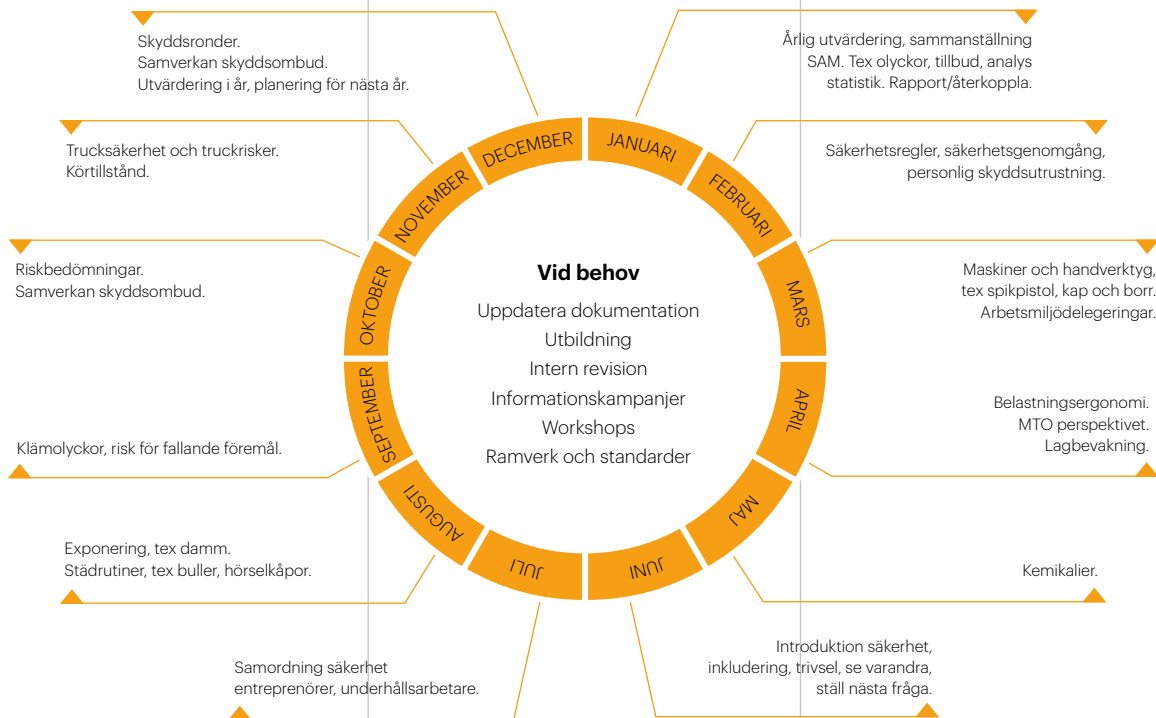 Skyddsronder.
Samverkan skyddsombud.
Utvärdering i år, planering för nästa år.
Årlig utvärdering, sammanställning
SAM. Tex olyckor, tillbud, analys
statistik. Rapport/återkoppla.
Trucksäkerhet och truckrisker.
Körtillstånd.
Säkerhetsregler, säkerhetsgenomgång,
personlig skyddsutrustning.
Riskbedömningar.
Samverkan skyddsombud.
Maskiner och handverktyg,
tex spikpistol, kap och borr.
Arbetsmiljödelegeringar.
Klämolyckor, risk för fallande föremål.
Belastningsergonomi.
MTO perspektivet.
Lagbevakning.
Exponering, tex damm.
Städrutiner, tex buller, hörselkåpor.
Kemikalier.
Samordning säkerhet
entreprenörer, underhållsarbetare.
Introduktion säkerhet,
inkludering, trivsel, se varandra,
ställ nästa fråga.
JANUARI
FEBRUARI
MARS
APRIL
MAJ
JUNI
JULI
AUGUSTI
SEPTEMBER
OKTOBER
NOVEMBER
DECEMBER
Vid behov
Uppdatera dokumentation
Utbildning
Intern revision
Informationskampanjer
Workshops
Ramverk och standarder